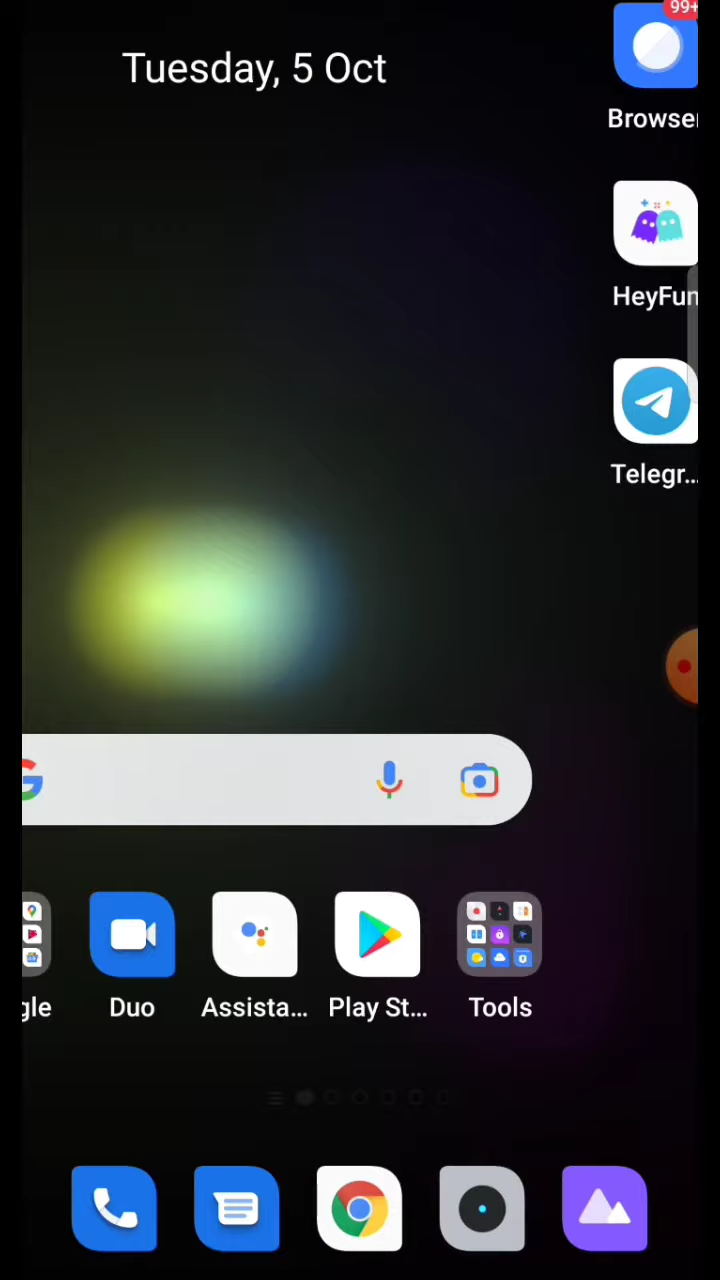 99+
Tuesday, 5 Oct
Browser
HeyFun
Telegr...
gle
Duo
Assista...
Play St...
Tools